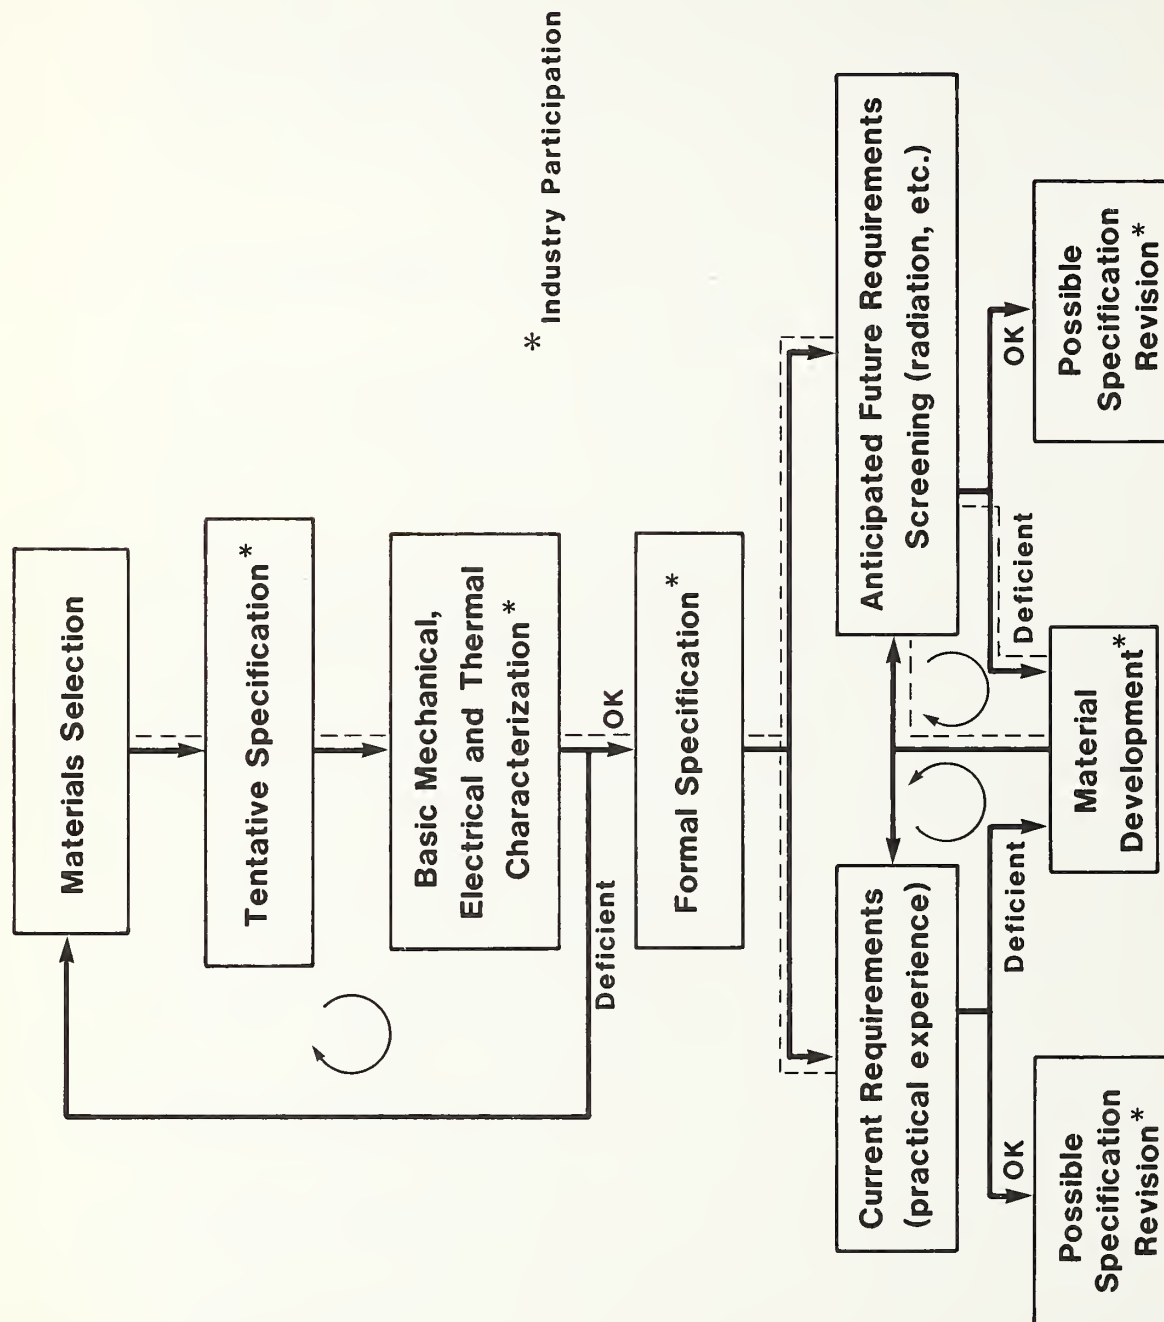 Materials Selection
Tentative Specification*
Basic Mechanical,
Electrical and Thermal
Characterization*
Deficient
OK
* Industry Participation
Formal Specification*
Current Requirements
(practical experience)
Anticipated Future Requirements
Screening (radiation, etc.)
OK
Deficient
Deficient
OK
Possible
Specification
Revision*
Material
Development*
Possible
Specification
Revision*